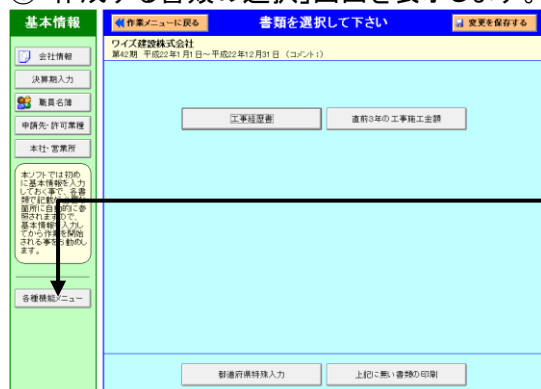 作成する書類の選択」画面を表示します。
基本情報
作業メニューに戻る
書類を選択して下さい
変更を保存する
ワイズ建設株式会社
第42期 平成22年1月1日～平成22年12月31日 （コメント：）
会社情報
決算期入力
職員名簿
申請先・許可業種
本社・営業所
工事経歴書
直前3年の工事施工金額
本ソフトでは初め
に基本情報を入力
しておく事で、各書
類で記載が
箇所に自動的に参
照されますので、
基本情報を入力し
てから作業を開始
される事をお勧めし
ます。
各種機能メニュー
都道府県特殊入力
上記に無い書類の印刷